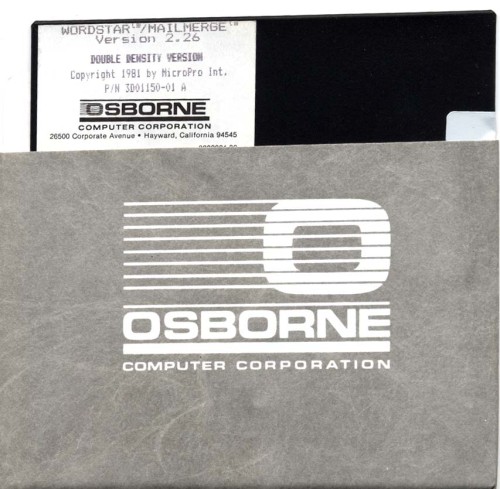 WORDSTAR™/MAILMERGE™
Version 2.26
DOUBLE DENSITY VERSION
Copyright 1981 by MicroPro Int.
P/N 3D01150-01 A
OSBORNE
COMPUTER CORPORATION
26500 Corporate Avenue • Hayward, California 94545
O
OSBORNE
COMPUTER CORPORATION